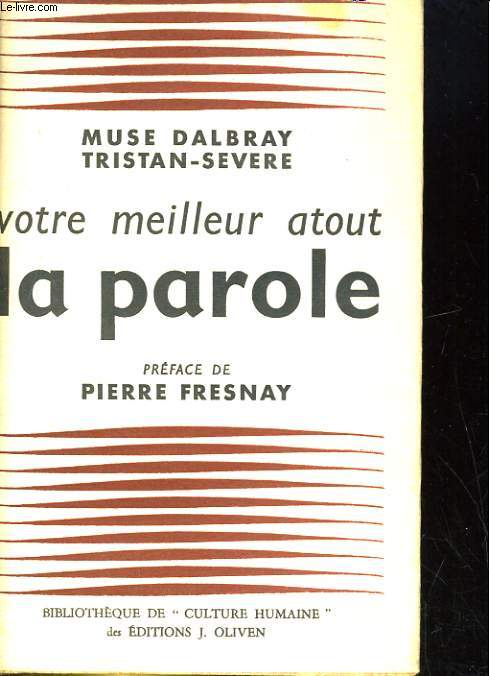 Le-livre.com
MUSE DALBRAY
TRISTAN-SEVERE
votre meilleur atout
la parole
PRÉFACE DE
PIERRE FRESNAY
BIBLIOTHÈQUE DE “ CULTURE HUMAINE ”
des ÉDITIONS J. OLIVEN